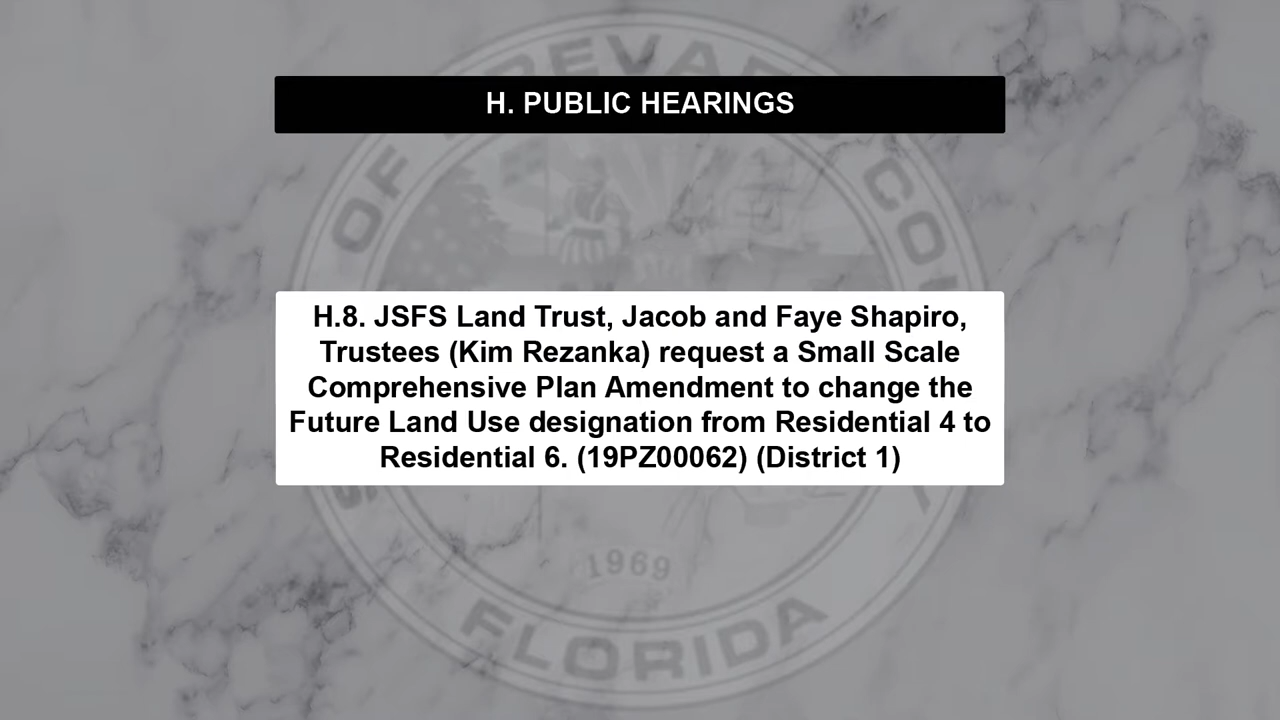 H. PUBLIC HEARINGS
H.8. JSFS Land Trust, Jacob and Faye Shapiro,
Trustees (Kim Rezanka) request a Small Scale
Comprehensive Plan Amendment to change the
Future Land Use designation from Residential 4 to
Residential 6. (19PZ00062) (District 1)
1969
FLORIDA